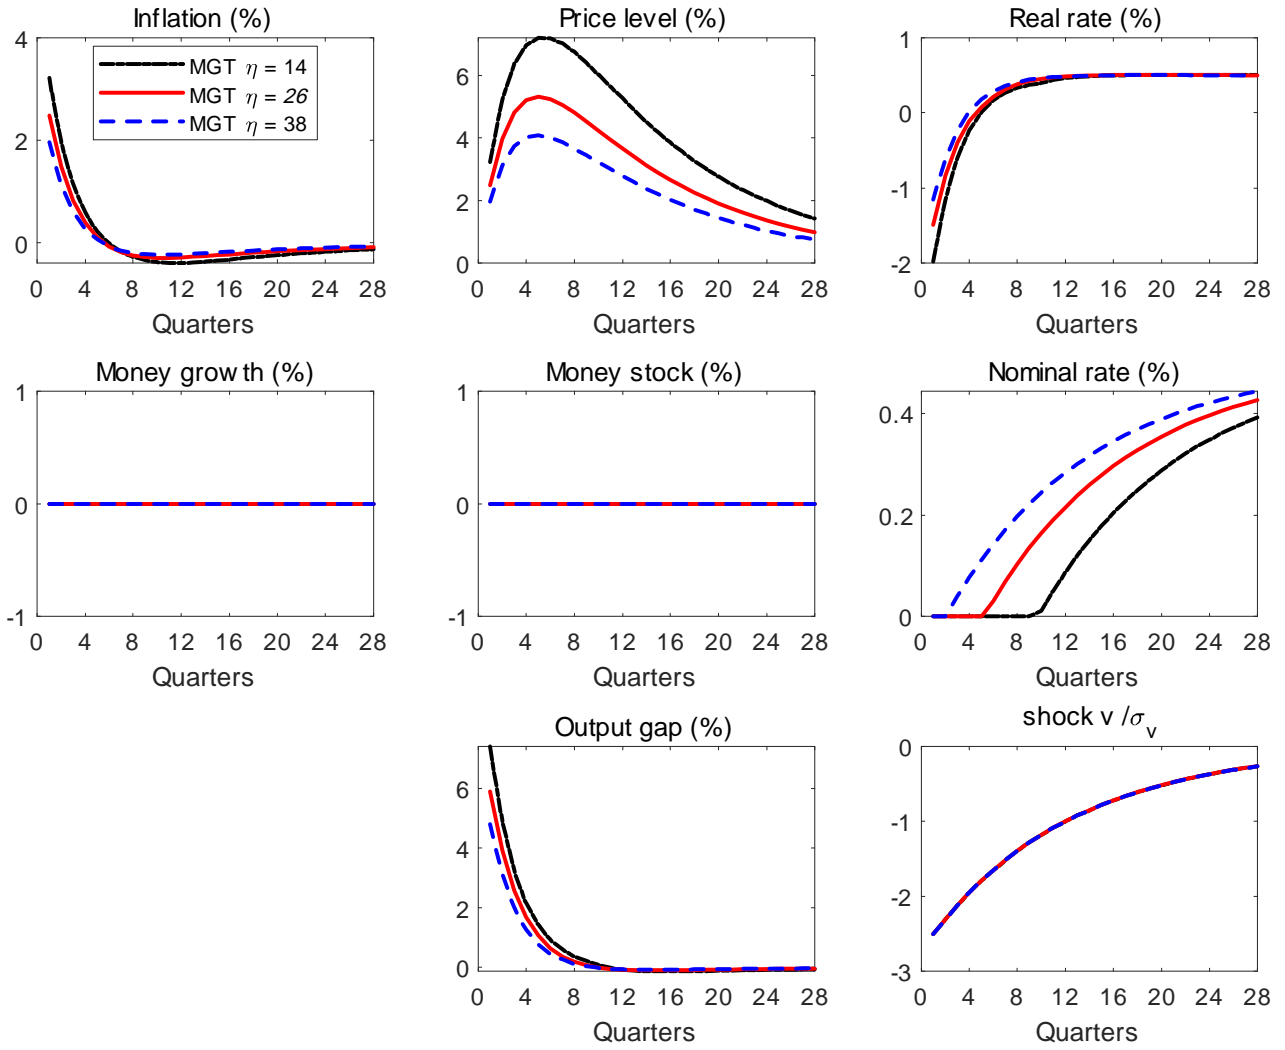 Inflation (%)
4
2
0
0 4 8 12 16 20 24 28
Quarters
MGT η = 14
MGT η = 26
MGT η = 38
Price level (%)
6
4
2
0
0 4 8 12 16 20 24 28
Quarters
Real rate (%)
1
0
-1
-2
0 4 8 12 16 20 24 28
Quarters
Money growth (%)
1
0
-1
0 4 8 12 16 20 24 28
Quarters
Money stock (%)
1
0
-1
0 4 8 12 16 20 24 28
Quarters
Nominal rate (%)
0.4
0.2
0
0 4 8 12 16 20 24 28
Quarters
Output gap (%)
6
4
2
0
0 4 8 12 16 20 24 28
Quarters
shock v /σv
0
-1
-2
-3
0 4 8 12 16 20 24 28
Quarters